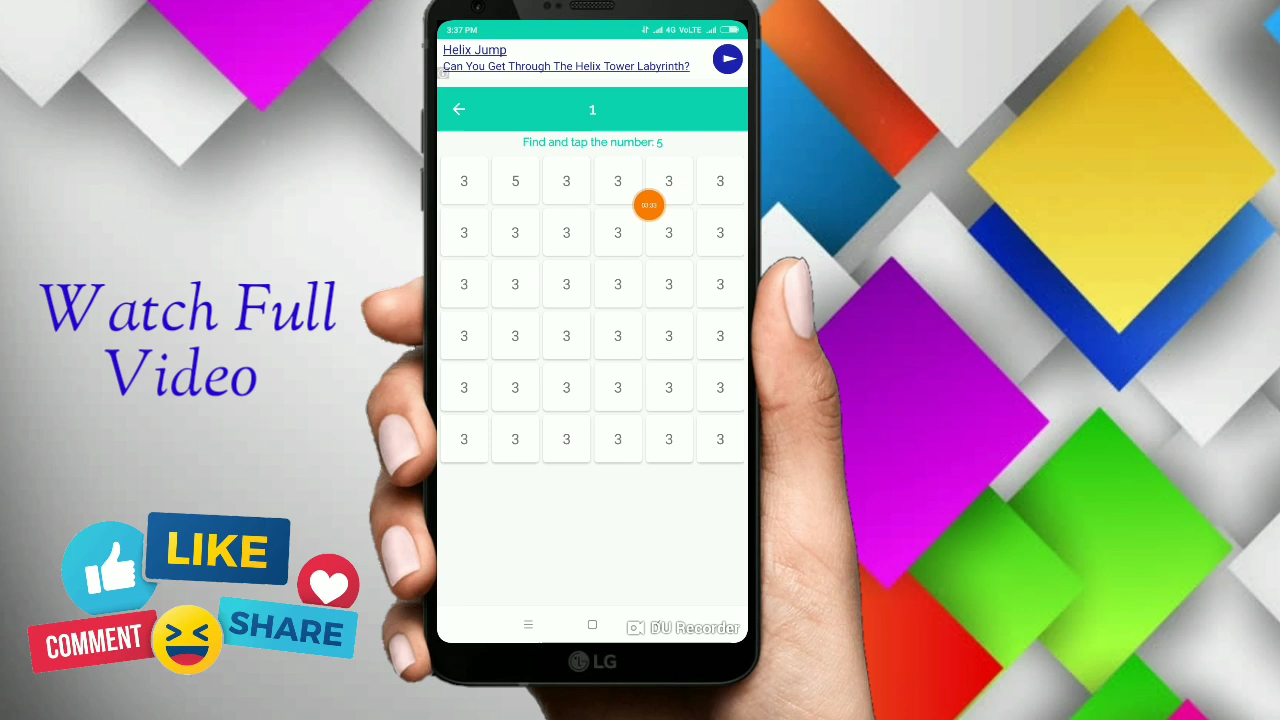 3:37 PM
4G VoLTE
Helix Jump
Can You Get Through The Helix Tower Labyrinth?
1
Find and tap the number: 5
3 5 3 3 3 3
03:33
3 3 3 3 3 3
3 3 3 3 3 3
3 3 3 3 3 3
3 3 3 3 3 3
3 3 3 3 3 3
DU Recorder
LG
Watch Full
Video
LIKE
COMMENT
SHARE